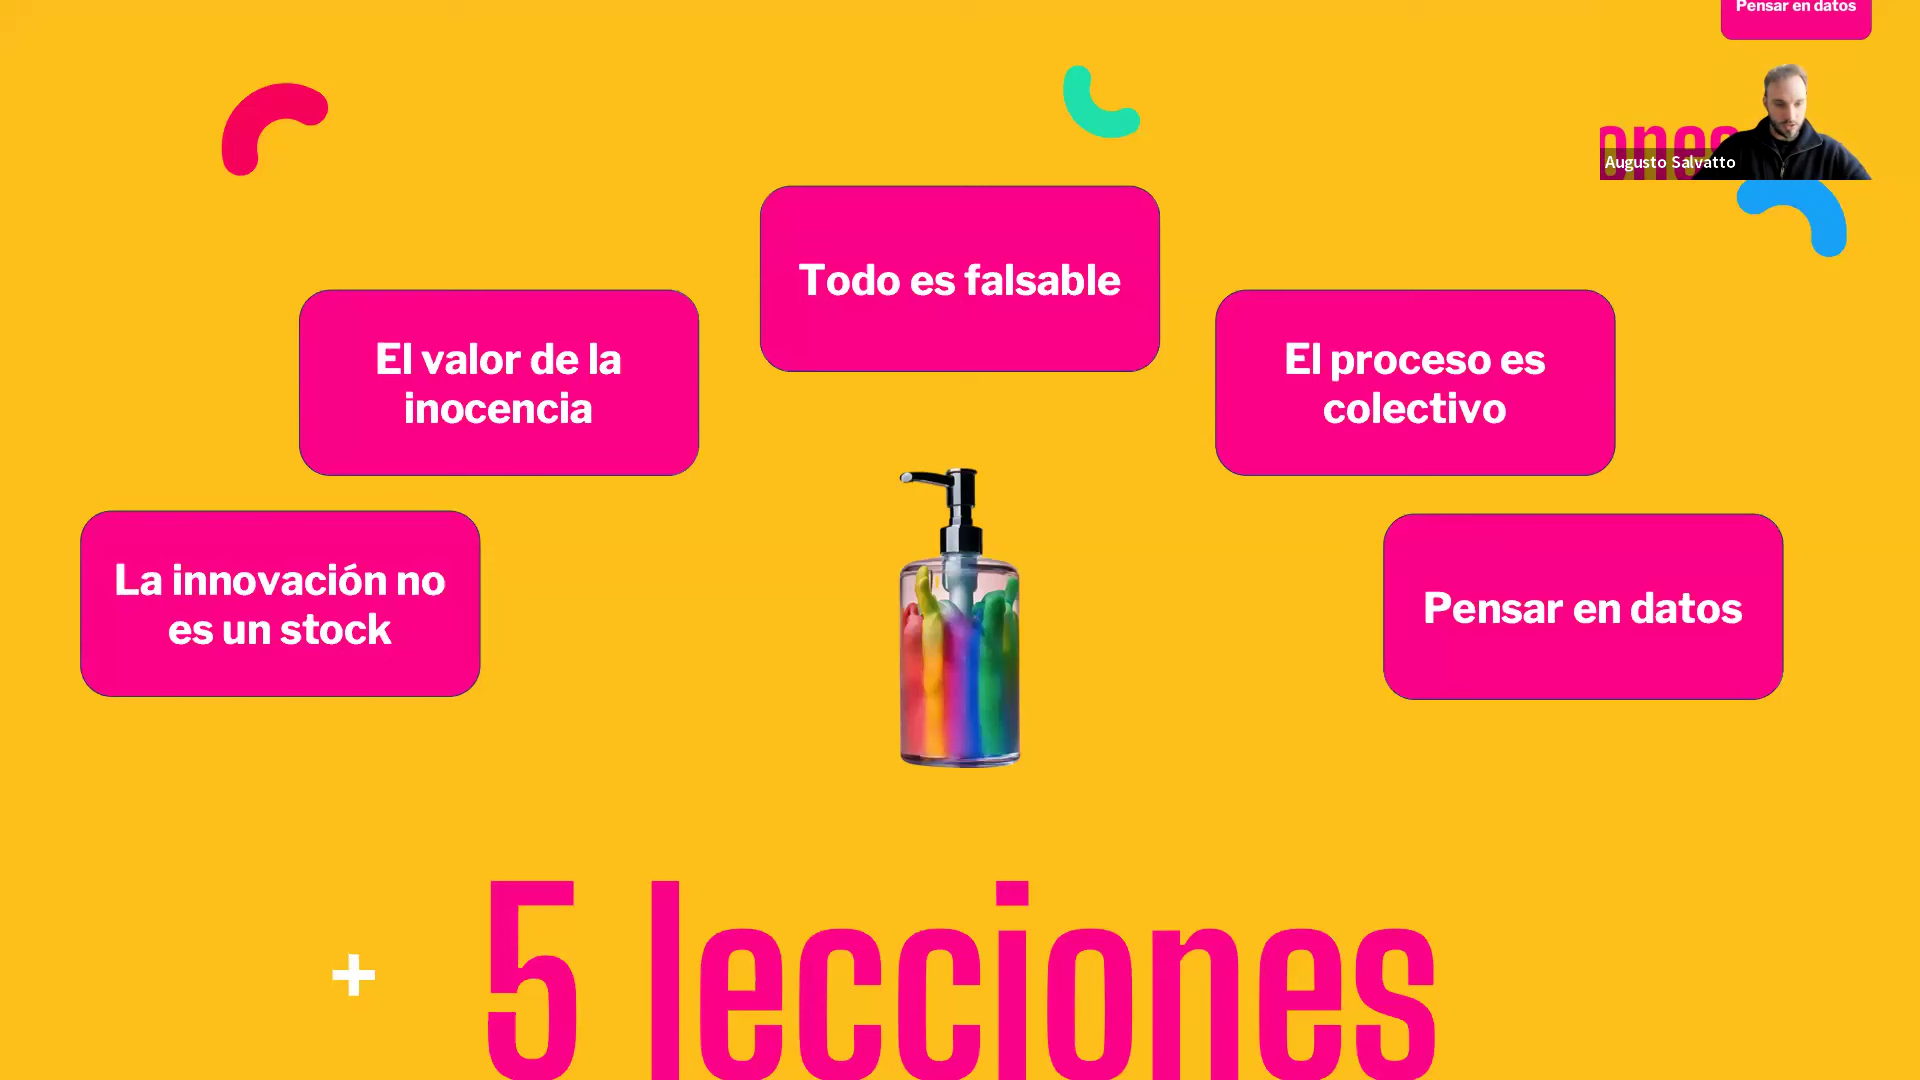 Pensar en datos
ones
Augusto Salvatto
Todo es falsable
El valor de la
inocencia
El proceso es
colectivo
La innovación no
es un stock
Pensar en datos
+
5 lecciones